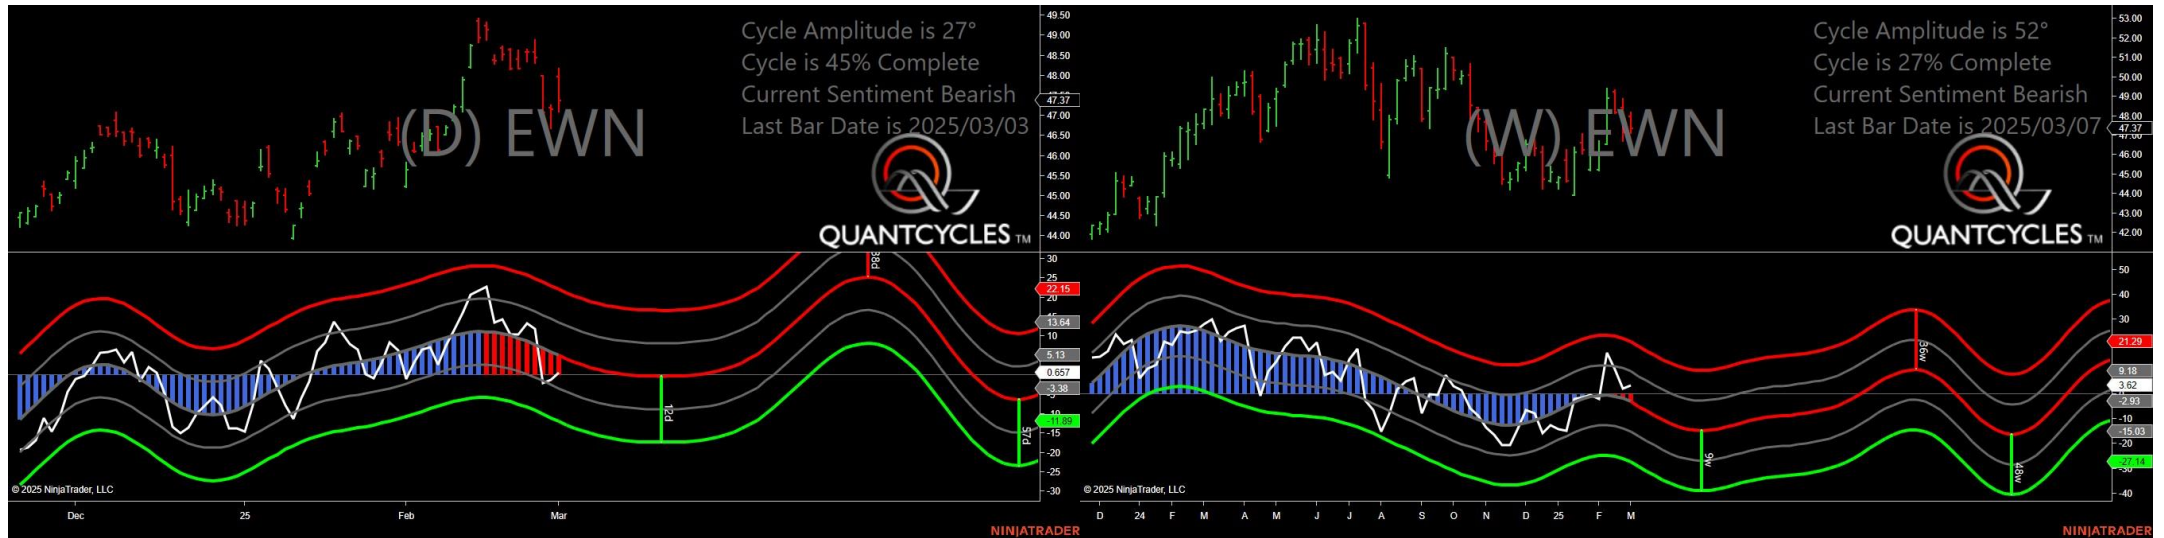 Cycle Amplitude is 27°
Cycle is 45% Complete
Current Sentiment Bearish
Last Bar Date is 2025/03/03
(D) EWN
QUANTCYCLES TM
49.50
49.00
48.50
48.00
47.37
47.00
46.50
46.00
45.50
45.00
44.50
44.00
30
25
22.15
20
13.64
10
5.13
0.657
-3.38
-10
-11.89
-15
-20
-25
-30
38d
12d
57d
© 2025 NinjaTrader, LLC
Dec
25
Feb
Mar
NINJATRADER
Cycle Amplitude is 52°
Cycle is 27% Complete
Current Sentiment Bearish
Last Bar Date is 2025/03/07
(W) EWN
QUANTCYCLES TM
53.00
52.00
51.00
50.00
49.00
48.00
47.37
46.00
45.00
44.00
43.00
42.00
50
40
30
21.29
9.18
3.62
-2.93
-10
-15.03
-20
-27.14
-30
-40
36w
9w
48w
© 2025 NinjaTrader, LLC
D
24
F
M
A
M
J
J
A
S
O
N
D
25
F
M
NINJATRADER